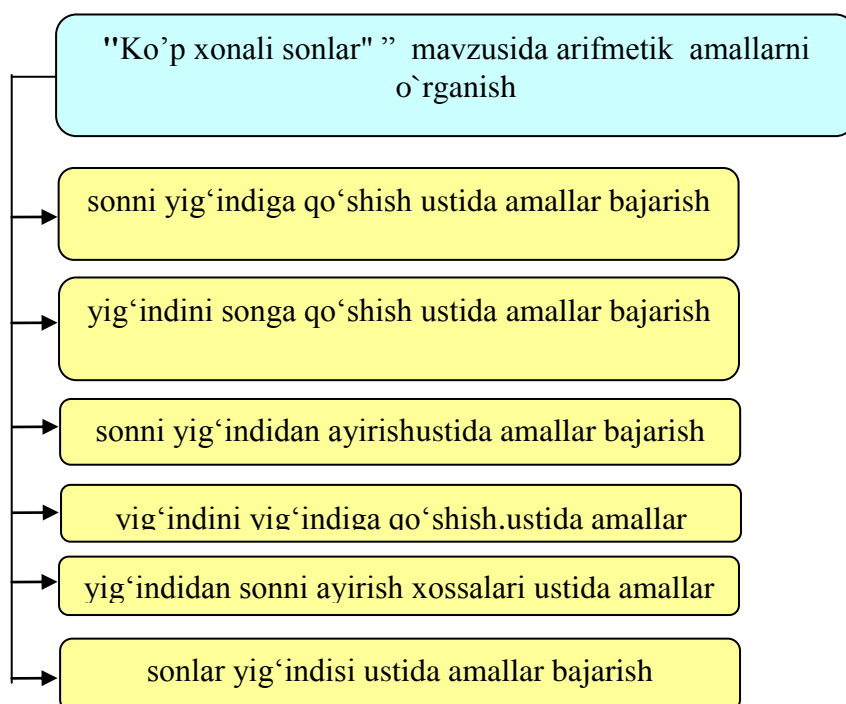 "Ko’p xonali sonlar" ” mavzusida arifmetik amallarni
o`rganish
sonni yig‘indiga qo‘shish ustida amallar bajarish
yig‘indini songa qo‘shish ustida amallar bajarish
sonni yig‘indidan ayirishustida amallar bajarish
yig‘indini yig‘indiga qo‘shish.ustida amallar
yig‘indidan sonni ayirish xossalari ustida amallar
sonlar yig‘indisi ustida amallar bajarish